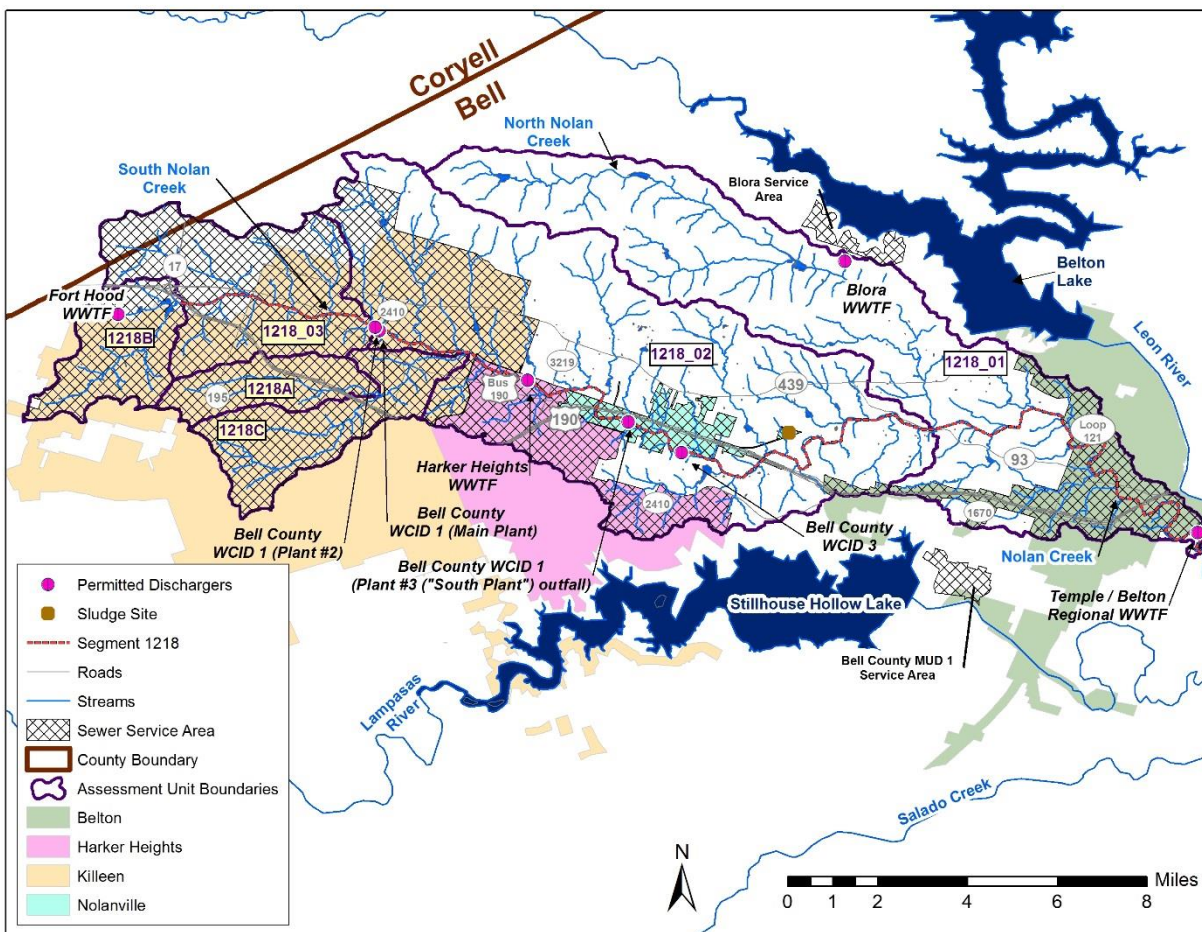 Coryell
Bell
North Nolan
Creek
South Nolan
Creek
Blora Service
Area
17
Fort Hood
WWTF
1218B
1218_03
2410
Blora
WWTF
Belton
Lake
Leon River
1218A
195
1218C
3219
1218_02
1218_01
439
Bus
190
190
Loop
121
93
Harker Heights
WWTF
2410
1670
Bell County
WCID 1 (Main Plant)
Bell County
WCID 1 (Plant #2)
Bell County WCID 1
(Plant #3 ("South Plant") outfall)
Bell County
WCID 3
Nolan Creek
Temple / Belton
Regional WWTF
Stillhouse Hollow Lake
Bell County MUD 1
Service Area
Lampasas
River
Salado Creek
Legend
Permitted Dischargers
Sludge Site
Segment 1218
Roads
Streams
Sewer Service Area
County Boundary
Assessment Unit Boundaries
Belton
Harker Heights
Killeen
Nolanville
N
Miles
0 1 2 4 6 8